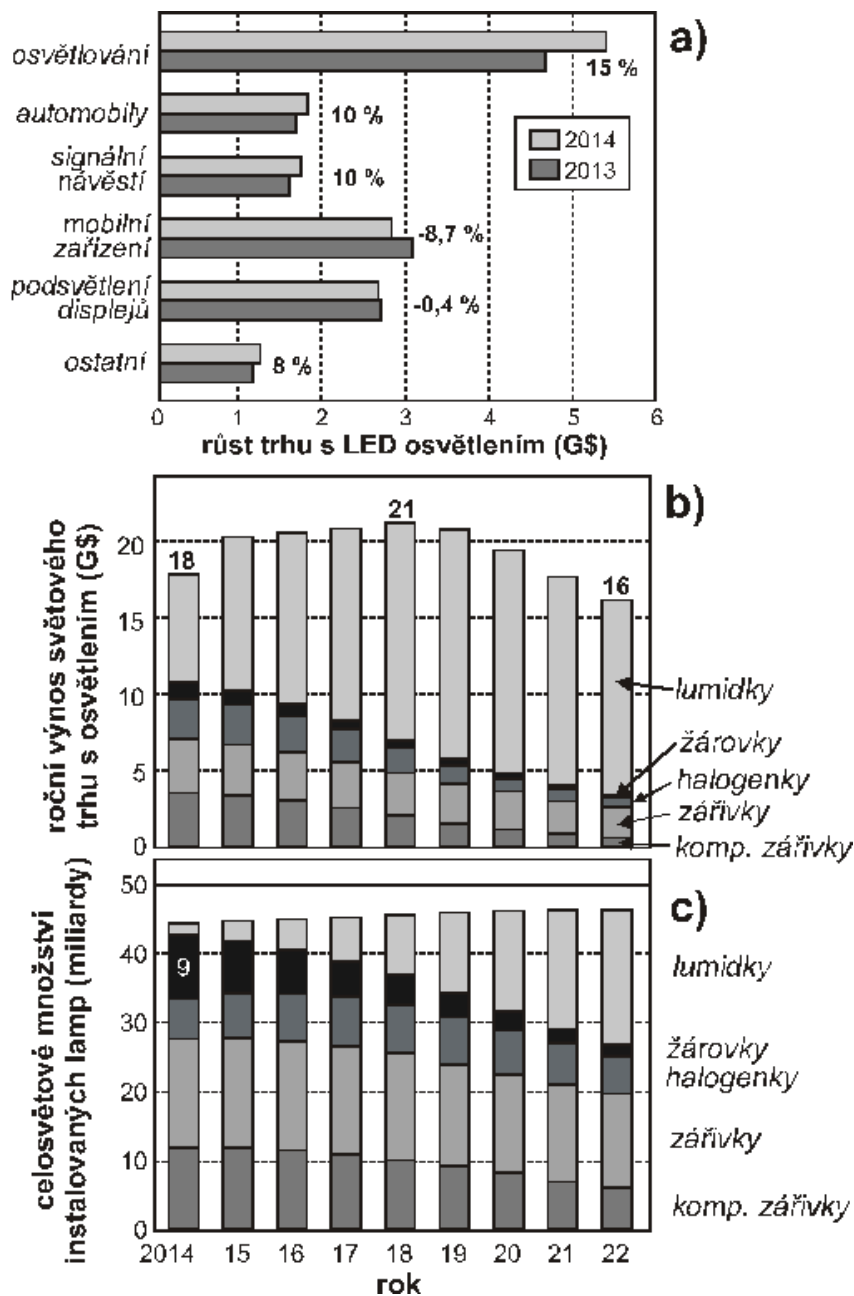 a)
osvětlování
15 %
automobily
10 %
2014
2013
signální
návěstí
10 %
mobilní
zařízení
-8,7 %
podsvětlení
displejů
-0,4 %
ostatní
8 %
0 1 2 3 4 5 6
růst trhu s LED osvětlením (G$)
b)
roční výnos světového
trhu s osvětlením (G$)
20
15
10
5
0
18
21
16
lumidky
žárovky
halogenky
zářivky
komp. zářivky
c)
celosvětové množství
instalovaných lamp (miliardy)
50
40
30
20
10
0
9
lumidky
žárovky
halogenky
zářivky
komp. zářivky
2014 15 16 17 18 19 20 21 22
rok